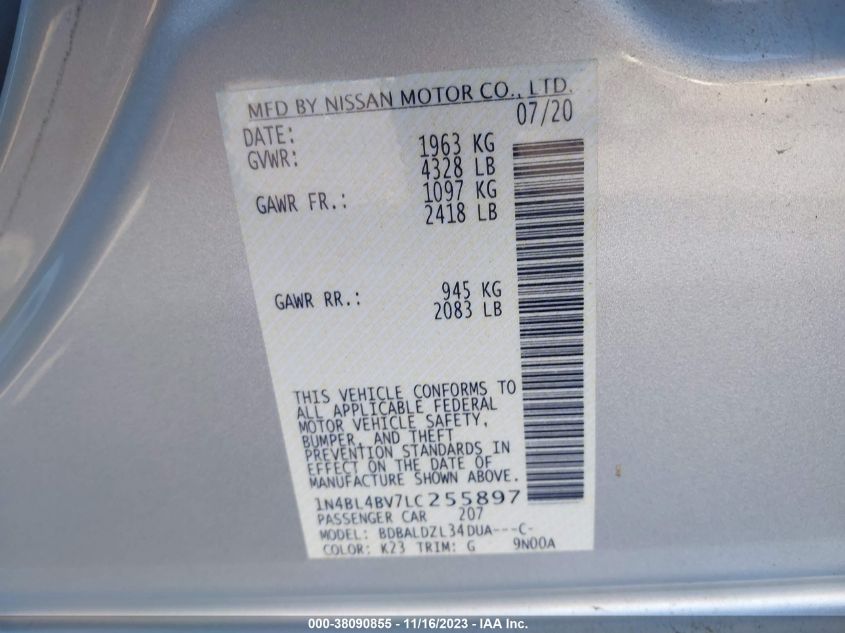 MFD BY NISSAN MOTOR CO., LTD.
DATE: 07/20
GVWR: 1963 KG
4328 LB
GAWR FR.: 1097 KG
2418 LB
GAWR RR.: 945 KG
2083 LB
THIS VEHICLE CONFORMS TO
ALL APPLICABLE FEDERAL
MOTOR VEHICLE SAFETY,
BUMPER, AND THEFT
PREVENTION STANDARDS IN
EFFECT ON THE DATE OF
MANUFACTURE SHOWN ABOVE.
1N4BL4BV7LC255897
PASSENGER CAR 207
MODEL: BDBALDZL34DUA---C-
COLOR: K23 TRIM: G 9N00A
000-38090855 - 11/16/2023 - IAA Inc.